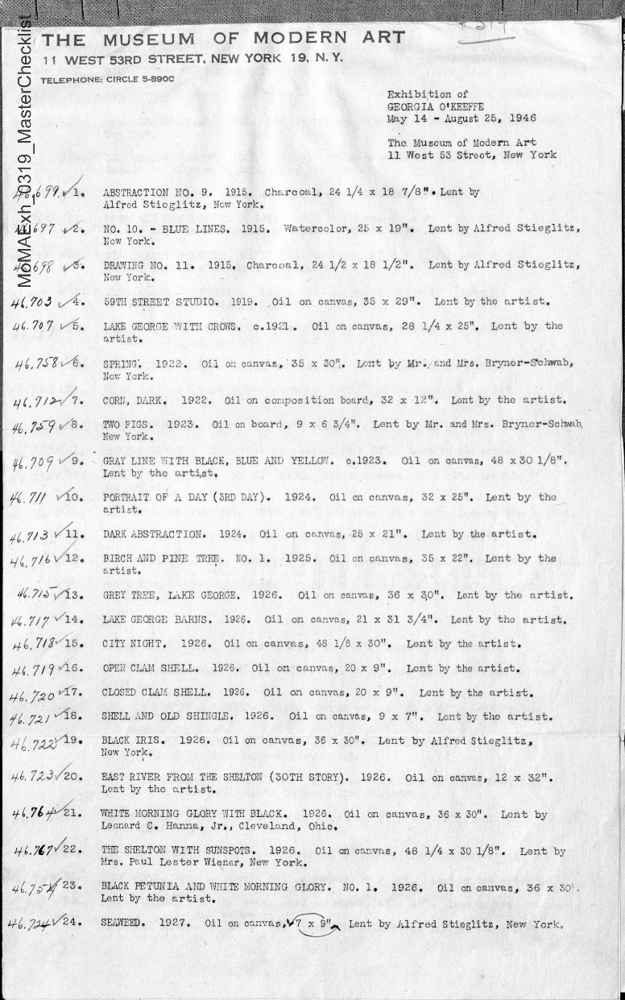 MoMAExh_0319_MasterChecklist
THE MUSEUM OF MODERN ART
11 WEST 53RD STREET, NEW YORK 19, N. Y.
TELEPHONE: CIRCLE 5-8900
Exhibition of
GEORGIA O'KEEFFE
May 14 - August 25, 1946
The Museum of Modern Art
11 West 53 Street, New York
46,699 ✓ 1. ABSTRACTION NO. 9. 1915. Charcoal, 24 1/4 x 18 7/8". Lent by
Alfred Stieglitz, New York.
46,697 ✓ 2. NO. 10. - BLUE LINES. 1915. Watercolor, 25 x 19". Lent by Alfred Stieglitz,
New York.
46,698 ✓ 3. DRAWING NO. 11. 1915. Charcoal, 24 1/2 x 18 1/2". Lent by Alfred Stieglitz,
New York.
46,703 ✓ 4. 59TH STREET STUDIO. 1919. Oil on canvas, 35 x 29". Lent by the artist.
46.707 ✓ 5. LAKE GEORGE WITH CROWS. c.1921. Oil on canvas, 28 1/4 x 25". Lent by the
artist.
46,758 ✓ 6. SPRING. 1922. Oil on canvas, 35 x 30". Lent by Mr. and Mrs. Bryner-Schwab,
New York.
46,712 ✓ 7. CORN, DARK. 1922. Oil on composition board, 32 x 12". Lent by the artist.
46,759 ✓ 8. TWO FIGS. 1923. Oil on board, 9 x 6 3/4". Lent by Mr. and Mrs. Bryner-Schwab
New York.
46,709 ✓ 9. GRAY LINE WITH BLACK, BLUE AND YELLOW. c.1923. Oil on canvas, 48 x 30 1/8".
Lent by the artist.
46.711 ✓ 10. PORTRAIT OF A DAY (3RD DAY). 1924. Oil on canvas, 32 x 25". Lent by the
artist.
46.713 ✓ 11. DARK ABSTRACTION. 1924. Oil on canvas, 25 x 21". Lent by the artist.
46,716 ✓ 12. BIRCH AND PINE TREE. NO. 1. 1925. Oil on canvas, 35 x 22". Lent by the
artist.
46.715 ✓ 13. GREY TREE, LAKE GEORGE. 1926. Oil on canvas, 36 x 30". Lent by the artist.
46.717 ✓ 14. LAKE GEORGE BARNS. 1926. Oil on canvas, 21 x 31 3/4". Lent by the artist.
46,718 ✓ 15. CITY NIGHT. 1926. Oil on canvas, 48 1/8 x 30". Lent by the artist.
46.719 ✓ 16. OPEN CLAM SHELL. 1926. Oil on canvas, 20 x 9". Lent by the artist.
46.720 ✓ 17. CLOSED CLAM SHELL. 1926. Oil on canvas, 20 x 9". Lent by the artist.
46.721 ✓ 18. SHELL AND OLD SHINGLE. 1926. Oil on canvas, 9 x 7". Lent by the artist.
46.722 ✓ 19. BLACK IRIS. 1926. Oil on canvas, 36 x 30". Lent by Alfred Stieglitz,
New York.
46.723 ✓ 20. EAST RIVER FROM THE SHELTON (30TH STORY). 1926. Oil on canvas, 12 x 32".
Lent by the artist.
46.764 ✓ 21. WHITE MORNING GLORY WITH BLACK. 1926. Oil on canvas, 36 x 30". Lent by
Leonard C. Hanna, Jr., Cleveland, Ohio.
46.767 ✓ 22. THE SHELTON WITH SUNSPOTS. 1926. Oil on canvas, 48 1/4 x 30 1/8". Lent by
Mrs. Paul Lester Wiener, New York.
✓ 23. BLACK PETUNIA AND WHITE MORNING GLORY. NO. 1. 1926. Oil on canvas, 36 x 30".
Lent by the artist.
46.724 ✓ 24. SEAWEED. 1927. Oil on canvas, 7 x 9". Lent by Alfred Stieglitz, New York.